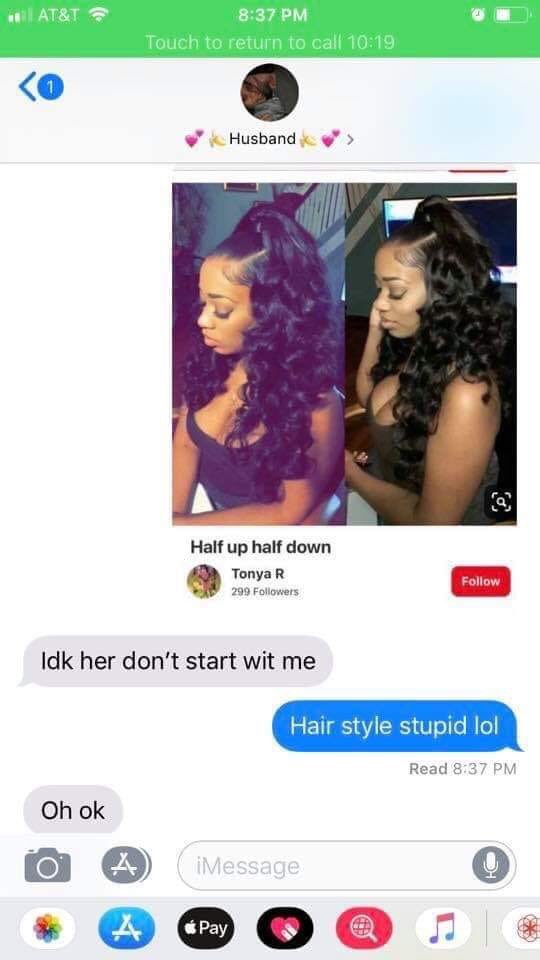 AT&T 8:37 PM
Touch to return to call 10:19
1
💕🍌 Husband 🍌💕 >
Half up half down
Tonya R
299 Followers
Follow
Idk her don’t start wit me
Hair style stupid lol
Read 8:37 PM
Oh ok
iMessage
Pay